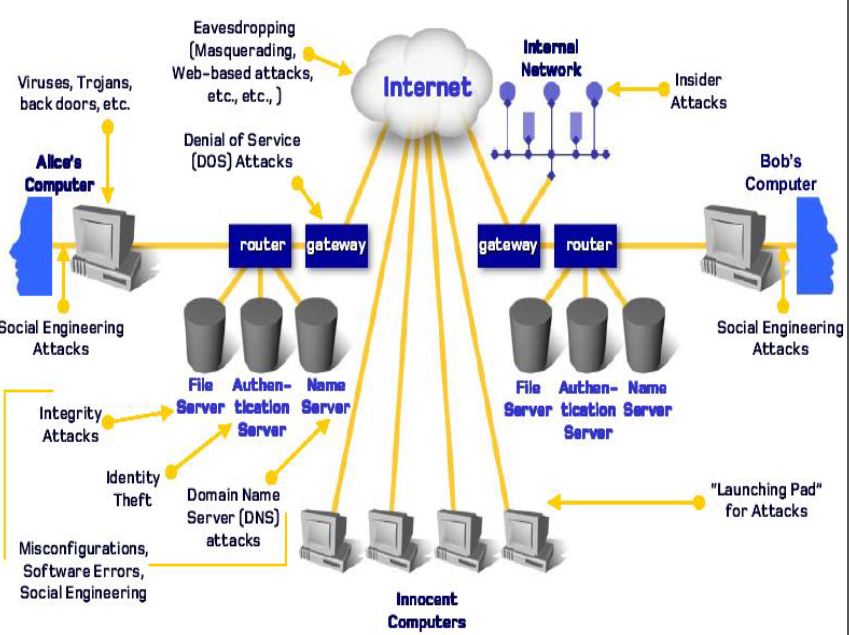 Eavesdropping
(Masquerading,
Web-based attacks,
etc., etc., )
Internet
Internal
Network
Insider
Attacks
Viruses, Trojans,
back doors, etc.
Denial of Service
(DOS) Attacks
Alice's
Computer
Bob's
Computer
router
gateway
gateway
router
Social Engineering
Attacks
Social Engineering
Attacks
File
Server
Authen-
tication
Server
Name
Server
File
Server
Authen-
tication
Server
Name
Server
Integrity
Attacks
Identity
Theft
Domain Name
Server (DNS)
attacks
"Launching Pad"
for Attacks
Misconfigurations,
Software Errors,
Social Engineering
Innocent
Computers